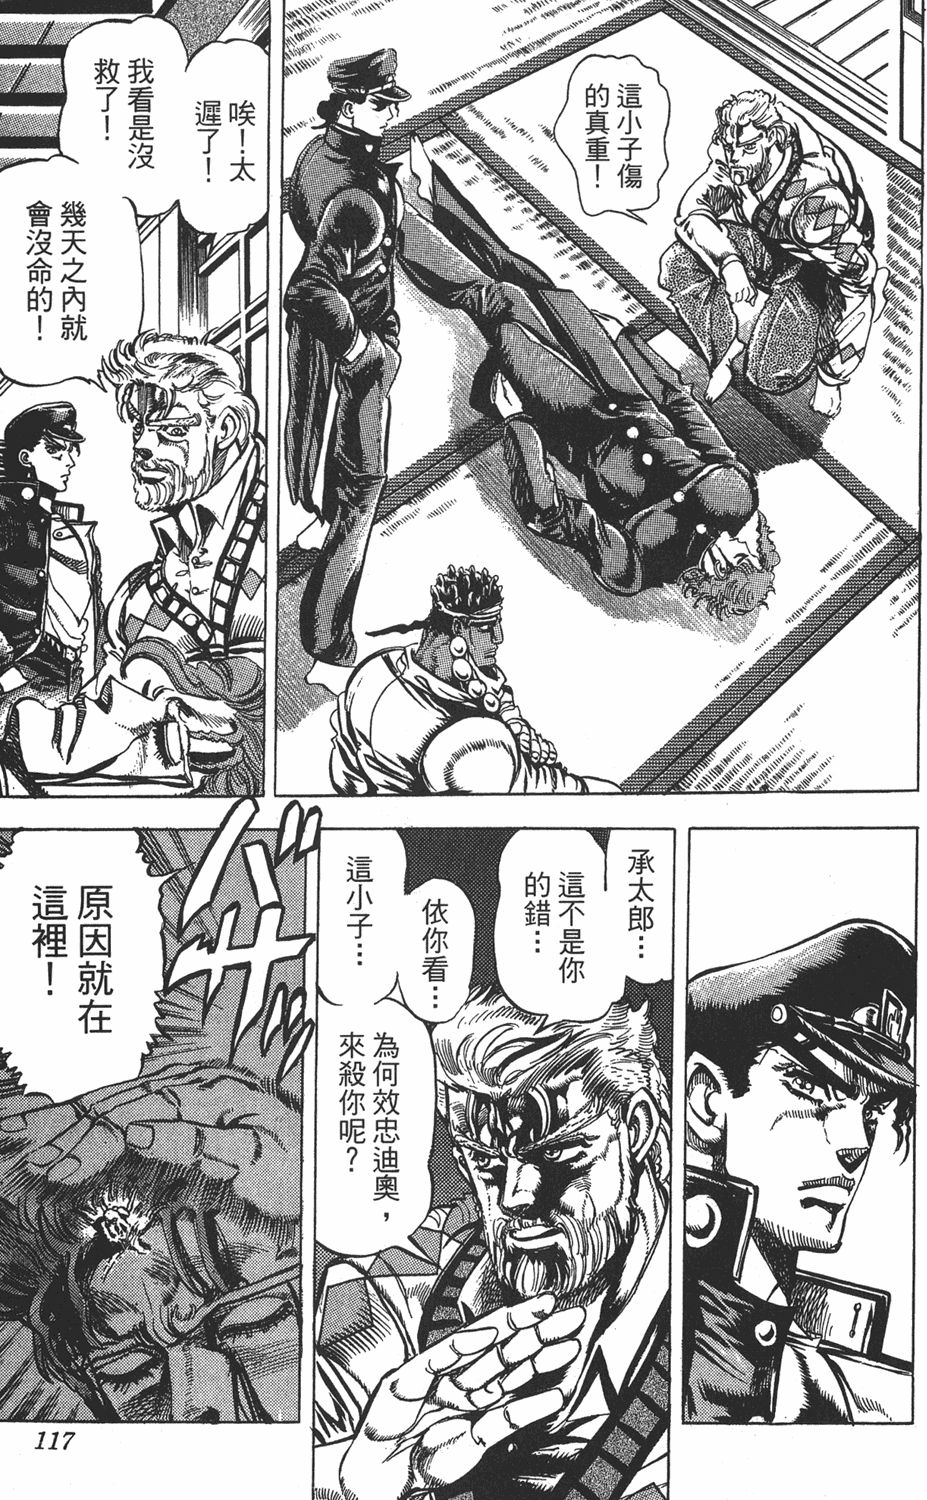 這小子傷
的真重！
唉！太
遲了！
我看是沒
救了！
幾天之內就
會沒命的！
承太郎…
這不是你
的錯…
依你看…
這小子…
為何效忠迪奧，
來殺你呢？
バッ
原因就在
這裡！
117